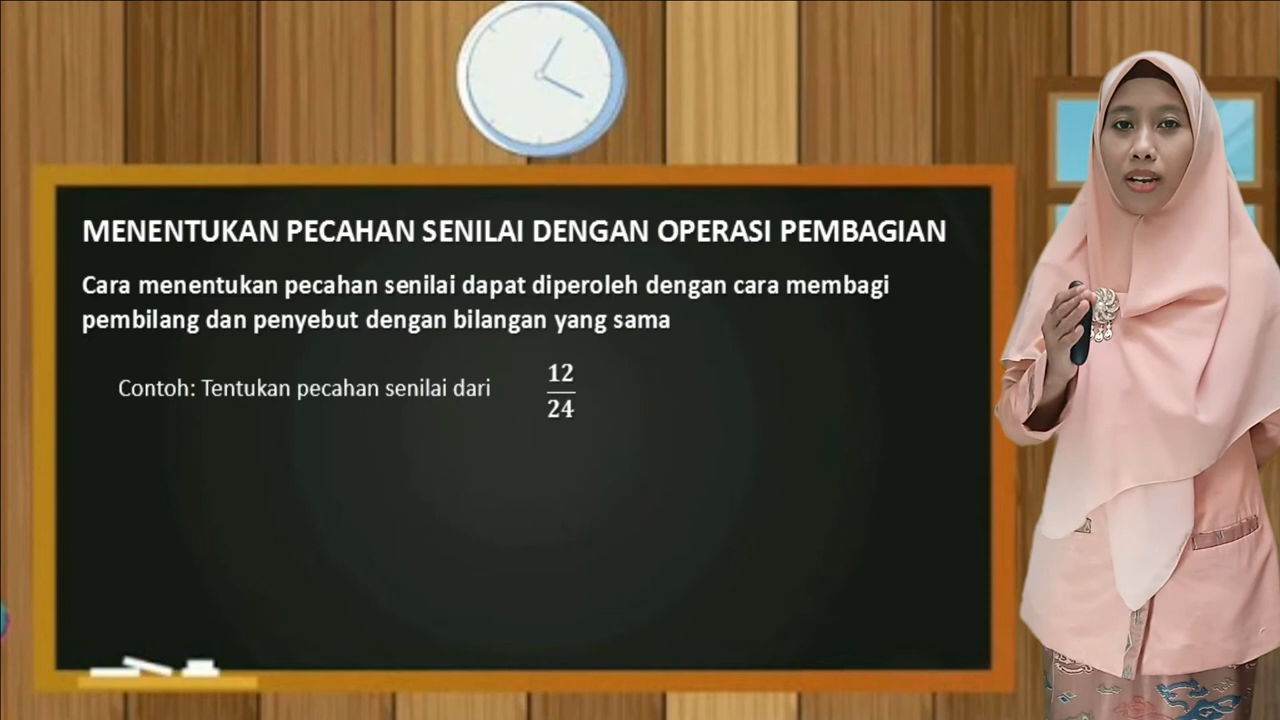 MENENTUKAN PECAHAN SENILAI DENGAN OPERASI PEMBAGIAN
Cara menentukan pecahan senilai dapat diperoleh dengan cara membagi
pembilang dan penyebut dengan bilangan yang sama
Contoh: Tentukan pecahan senilai dari
12
24